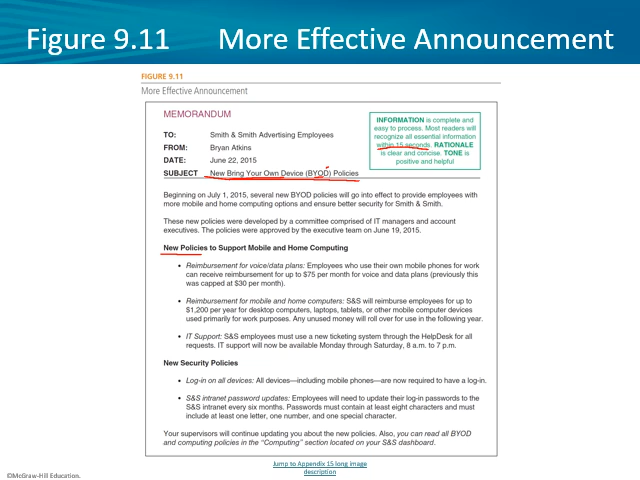 Figure 9.11 More Effective Announcement
FIGURE 9.11
More Effective Announcement
MEMORANDUM
INFORMATION is complete and
easy to process. Most readers will
recognize all essential information
within 15 seconds. RATIONALE
is clear and concise. TONE is
positive and helpful
TO: Smith & Smith Advertising Employees
FROM: Bryan Atkins
DATE: June 22, 2015
SUBJECT New Bring Your Own Device (BYOD) Policies
Beginning on July 1, 2015, several new BYOD policies will go into effect to provide employees with
more mobile and home computing options and ensure better security for Smith & Smith.
These new policies were developed by a committee comprised of IT managers and account
executives. The policies were approved by the executive team on June 19, 2015.
New Policies to Support Mobile and Home Computing
• Reimbursement for voice/data plans: Employees who use their own mobile phones for work
can receive reimbursement for up to $75 per month for voice and data plans (previously this
was capped at $30 per month).
• Reimbursement for mobile and home computers: S&S will reimburse employees for up to
$1,200 per year for desktop computers, laptops, tablets, or other mobile computer devices
used primarily for work purposes. Any unused money will roll over for use in the following year.
• IT Support: S&S employees must use a new ticketing system through the HelpDesk for all
requests. IT support will now be available Monday through Saturday, 8 a.m. to 7 p.m.
New Security Policies
• Log-in on all devices: All devices—including mobile phones—are now required to have a log-in.
• S&S intranet password updates: Employees will need to update their log-in passwords to the
S&S intranet every six months. Passwords must contain at least eight characters and must
include at least one letter, one number, and one special character.
Your supervisors will continue updating you about the new policies. Also, you can read all BYOD
and computing policies in the “Computing” section located on your S&S dashboard.
Jump to Appendix 15 long image
description
©McGraw-Hill Education.